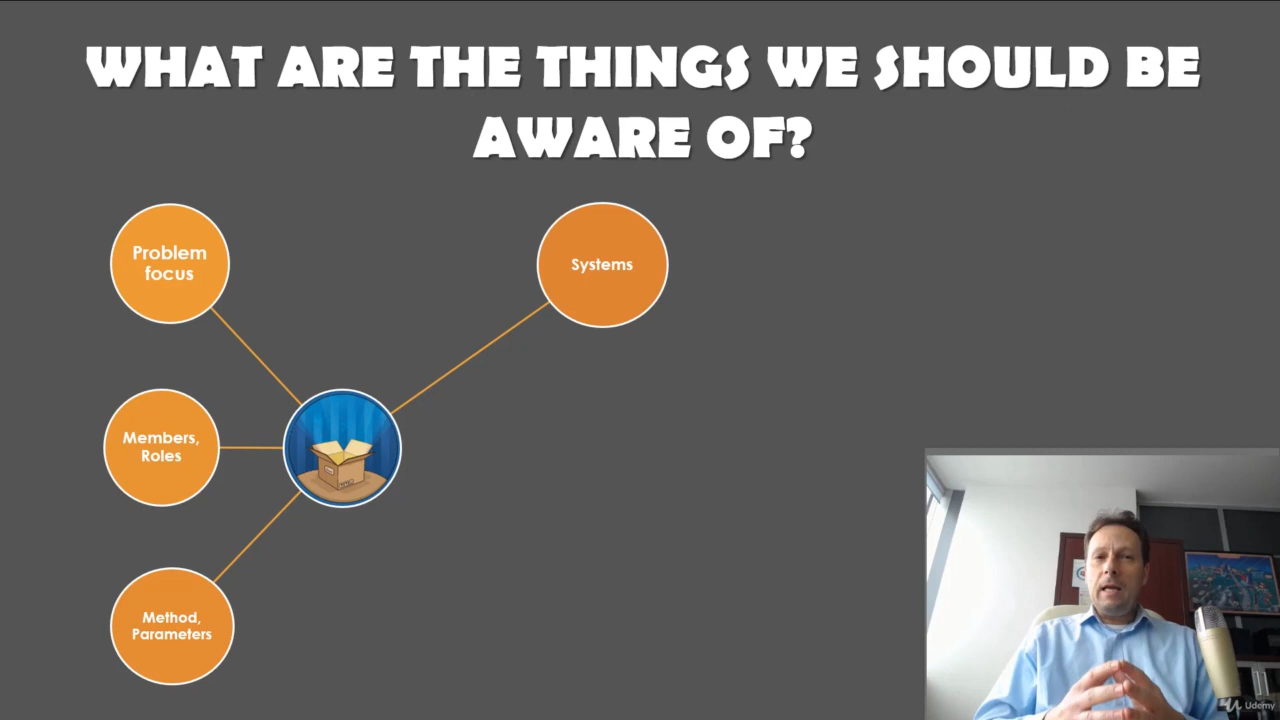 WHAT ARE THE THINGS WE SHOULD BE
AWARE OF?
Problem
focus
Systems
Members,
Roles
Method,
Parameters
Udemy